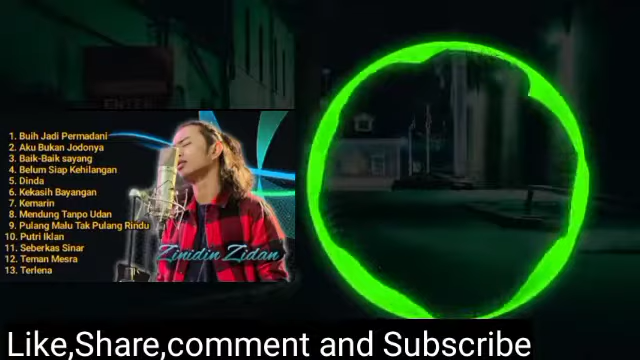 1. Buih Jadi Permadani
2. Aku Bukan Jodonya
3. Baik-Baik sayang
4. Belum Siap Kehilangan
5. Dinda
6. Kekasih Bayangan
7. Kemarin
8. Mendung Tanpo Udan
9. Pulang Malu Tak Pulang Rindu
10. Putri Iklan
11. Seberkas Sinar
12. Teman Mesra
13. Terlena
Zinidin Zidan
Like,Share,comment and Subscribe